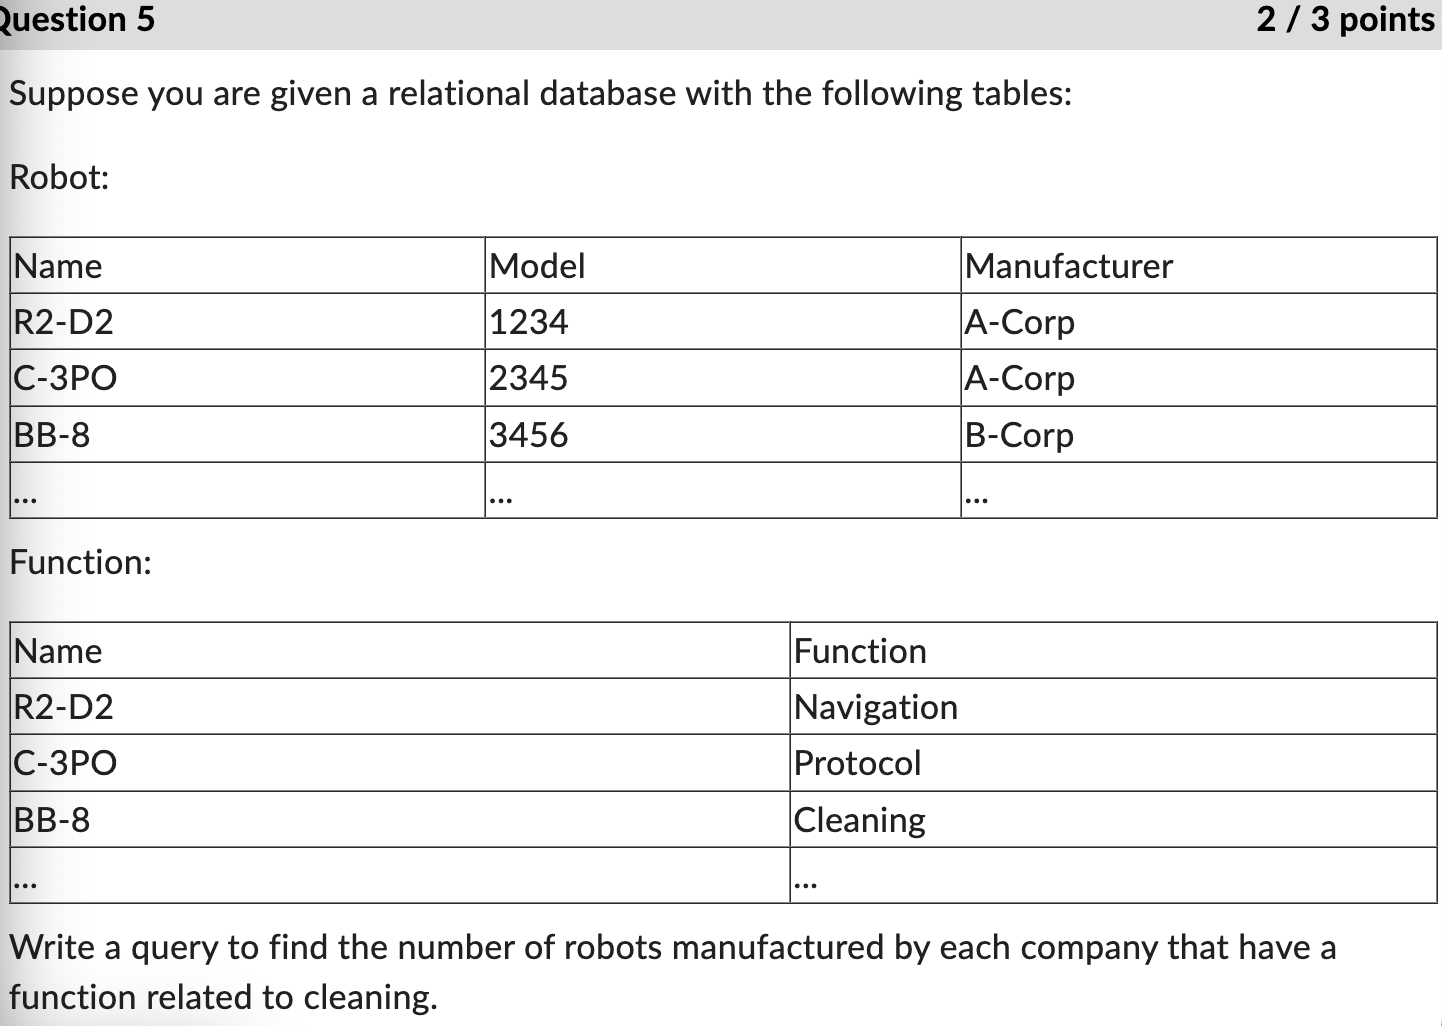 Question 5 2 / 3 points
Suppose you are given a relational database with the following tables:
Robot:
Name Model Manufacturer
R2-D2 1234 A-Corp
C-3PO 2345 A-Corp
BB-8 3456 B-Corp
... ... ...
Function:
Name Function
R2-D2 Navigation
C-3PO Protocol
BB-8 Cleaning
... ...
Write a query to find the number of robots manufactured by each company that have a
function related to cleaning.